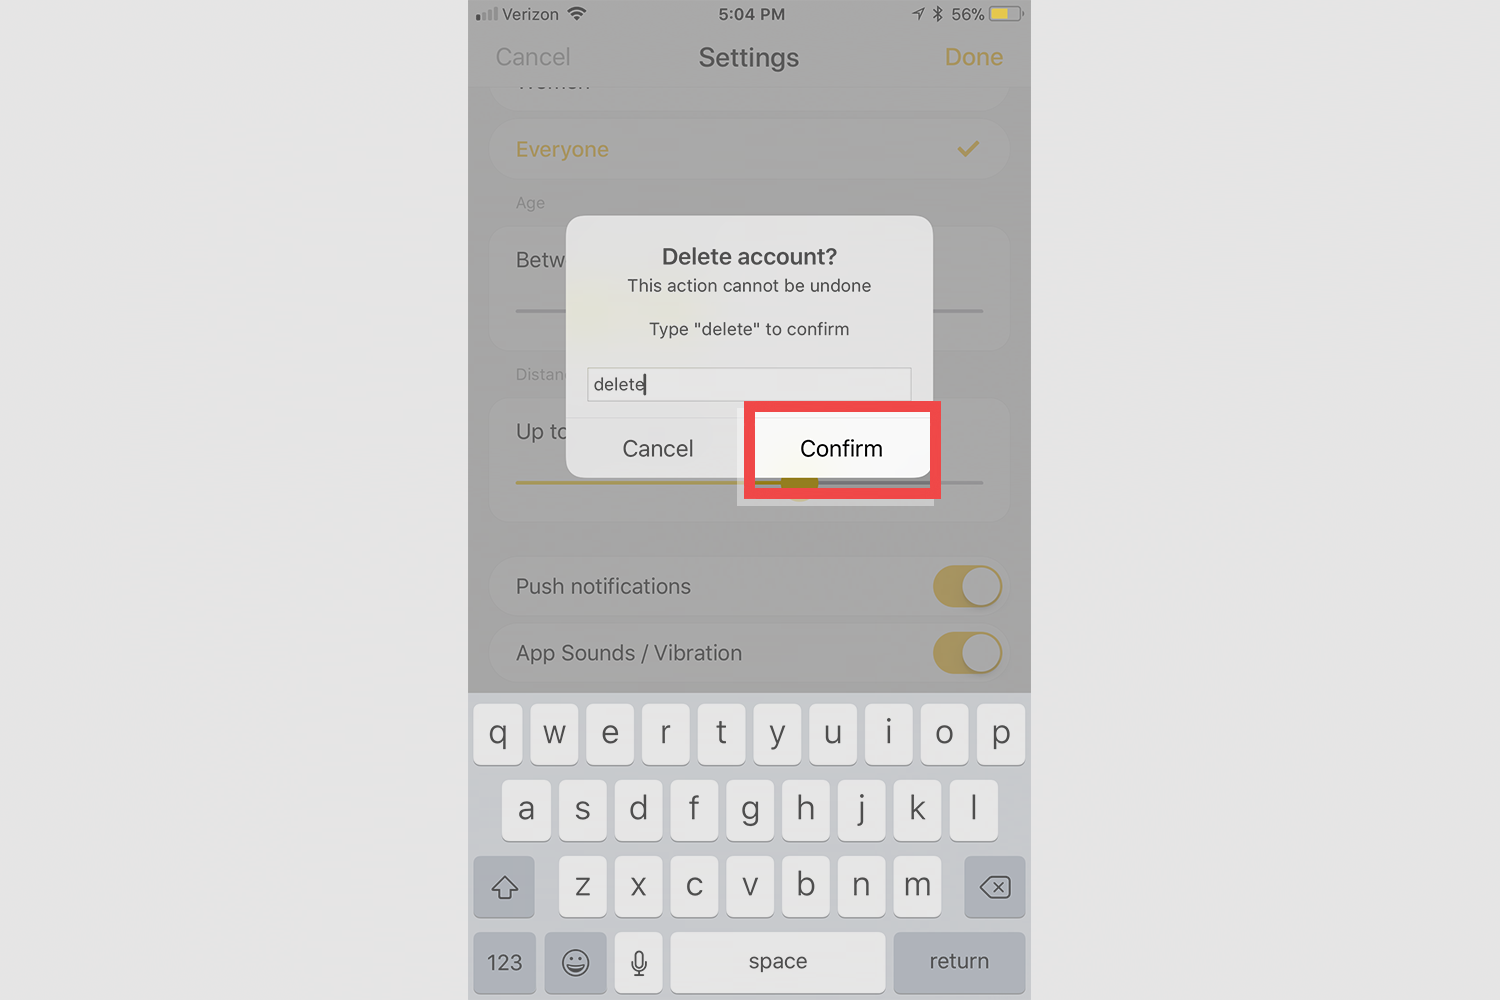 Verizon 5:04 PM 56%
Cancel Settings Done
Women
Everyone
Age
Delete account?
Betw
This action cannot be undone
Type "delete" to confirm
Distan
delete
Up to
Cancel Confirm
Push notifications
App Sounds / Vibration
q w e r t y u i o p
a s d f g h j k l
z x c v b n m
123 space return